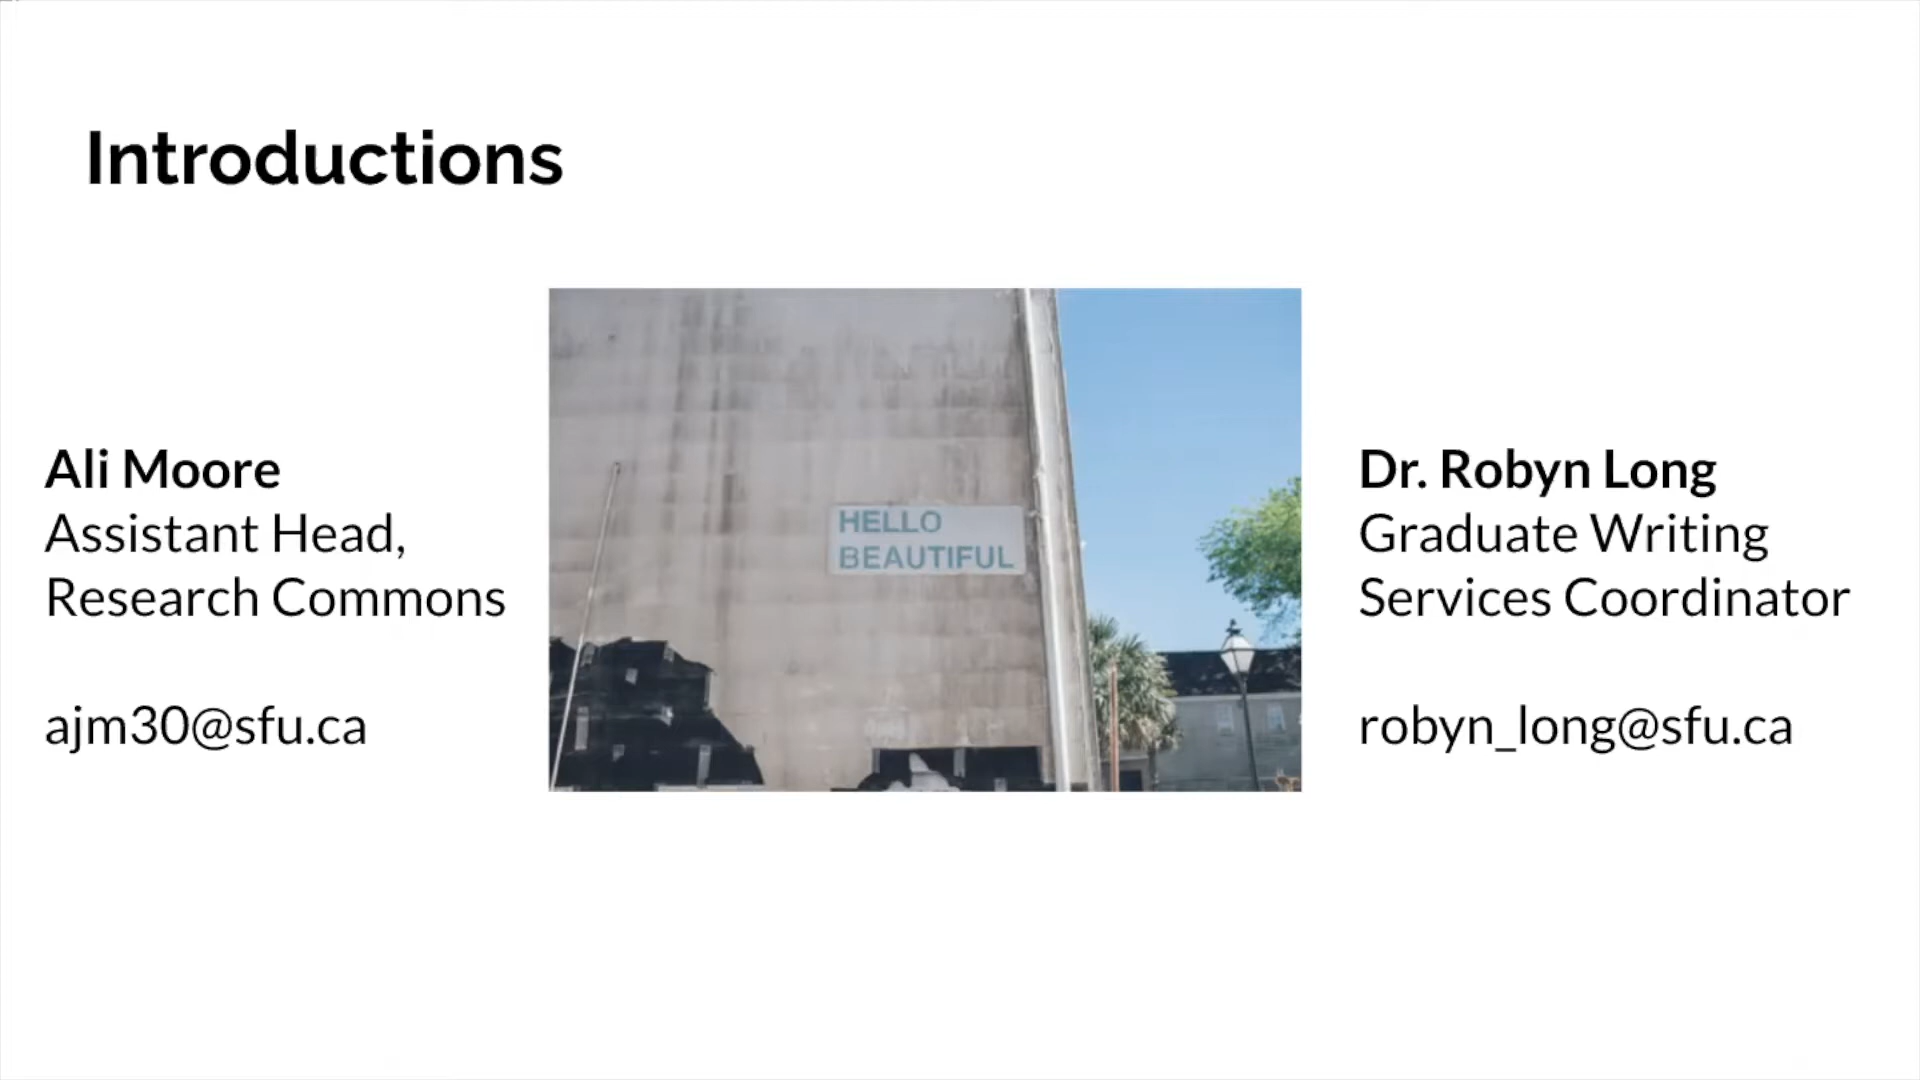 Introductions
Ali Moore
Assistant Head,
Research Commons
ajm30@sfu.ca
HELLO
BEAUTIFUL
Dr. Robyn Long
Graduate Writing
Services Coordinator
robyn_long@sfu.ca